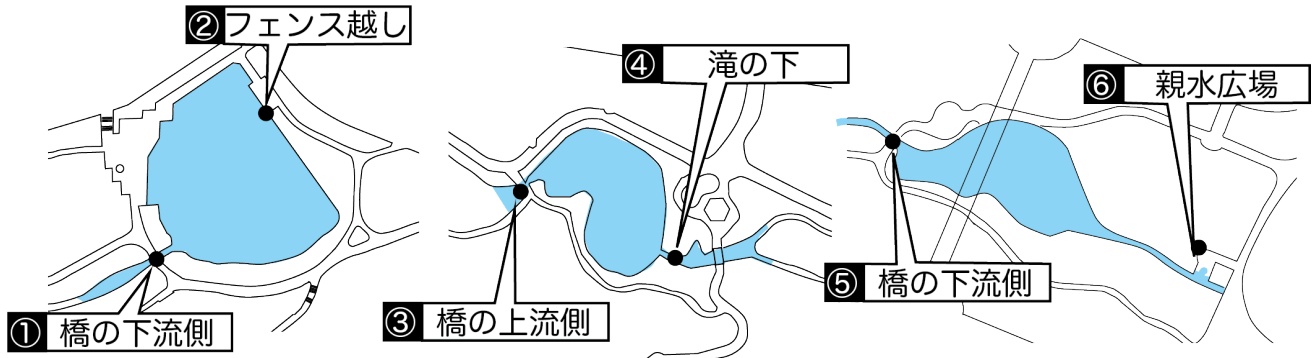 ② フェンス越し
① 橋の下流側
④ 滝の下
③ 橋の上流側
⑥ 親水広場
⑤ 橋の下流側